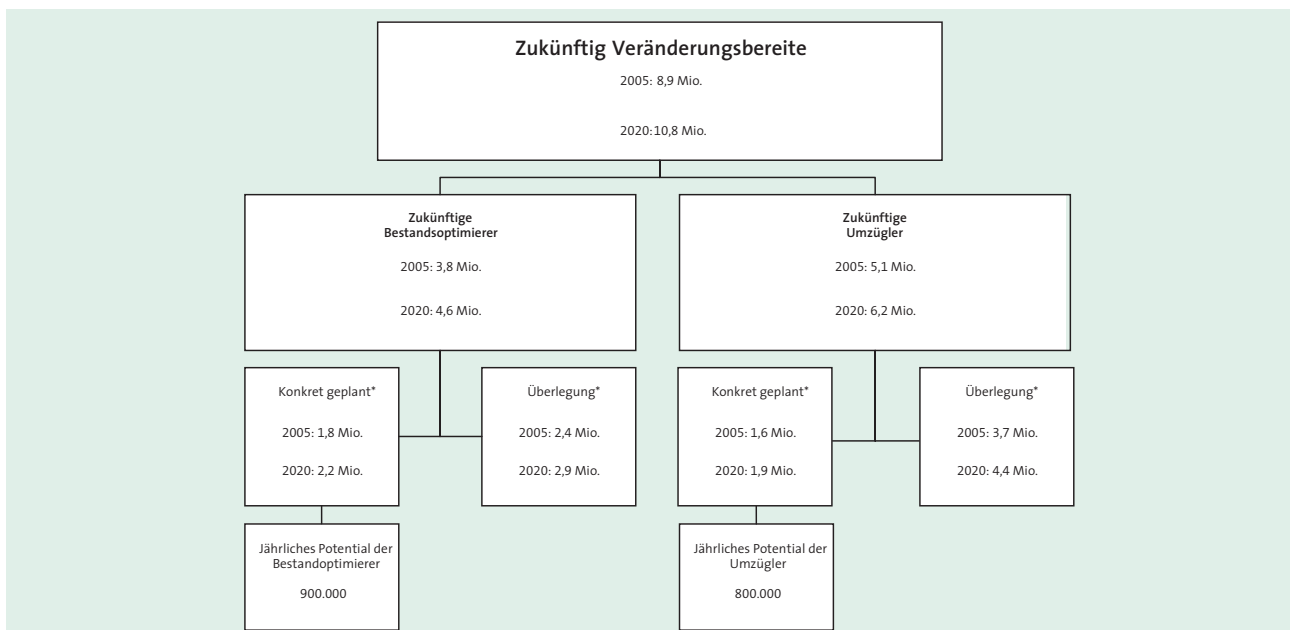 Zukünftig Veränderungsbereite
2005: 8,9 Mio.
2020:10,8 Mio.
Zukünftige
Bestandsoptimierer
2005: 3,8 Mio.
2020: 4,6 Mio.
Zukünftige
Umzügler
2005: 5,1 Mio.
2020: 6,2 Mio.
Konkret geplant*
2005: 1,8 Mio.
2020: 2,2 Mio.
Überlegung*
2005: 2,4 Mio.
2020: 2,9 Mio.
Konkret geplant*
2005: 1,6 Mio.
2020: 1,9 Mio.
Überlegung*
2005: 3,7 Mio.
2020: 4,4 Mio.
Jährliches Potential der
Bestandoptimierer
900.000
Jährliches Potential der
Umzügler
800.000